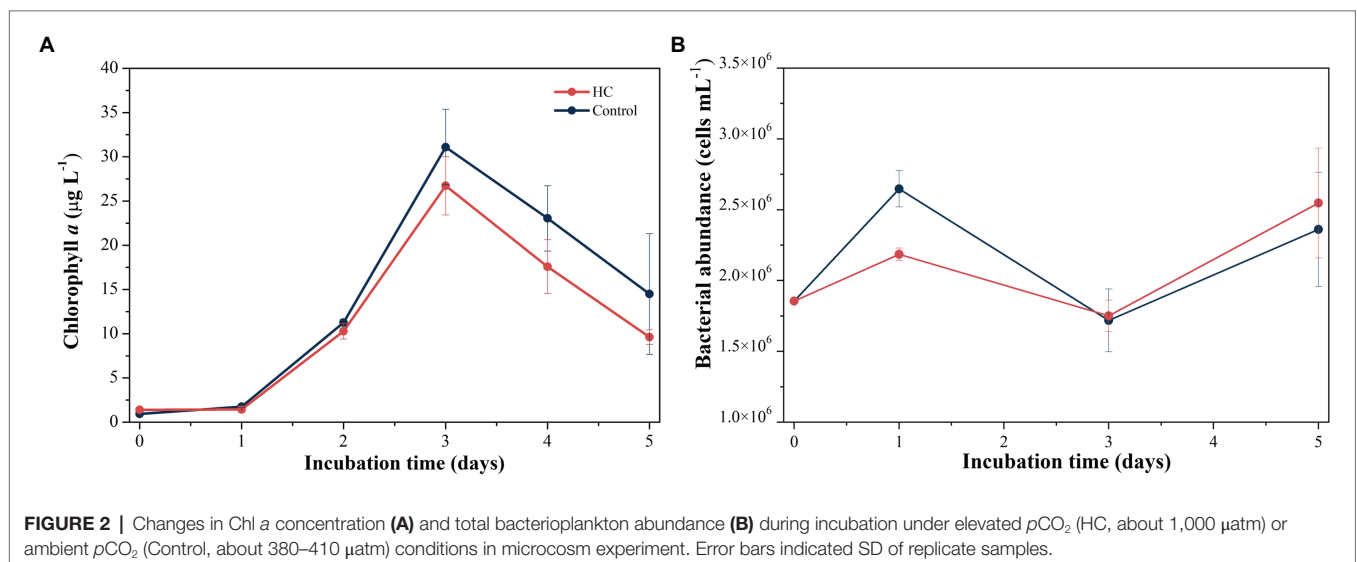 A
B
40
35
30
25
20
15
10
5
0
Chlorophyll a (μg L⁻¹)
HC
Control
0 1 2 3 4 5
Incubation time (days)
3.5×10⁶
3.0×10⁶
2.5×10⁶
2.0×10⁶
1.5×10⁶
1.0×10⁶
Bacterial abundance (cells mL⁻¹)
0 1 3 4 5
Incubation time (days)
FIGURE 2 | Changes in Chl a concentration (A) and total bacterioplankton abundance (B) during incubation under elevated pCO₂ (HC, about 1,000 μatm) or
ambient pCO₂ (Control, about 380–410 μatm) conditions in microcosm experiment. Error bars indicated SD of replicate samples.